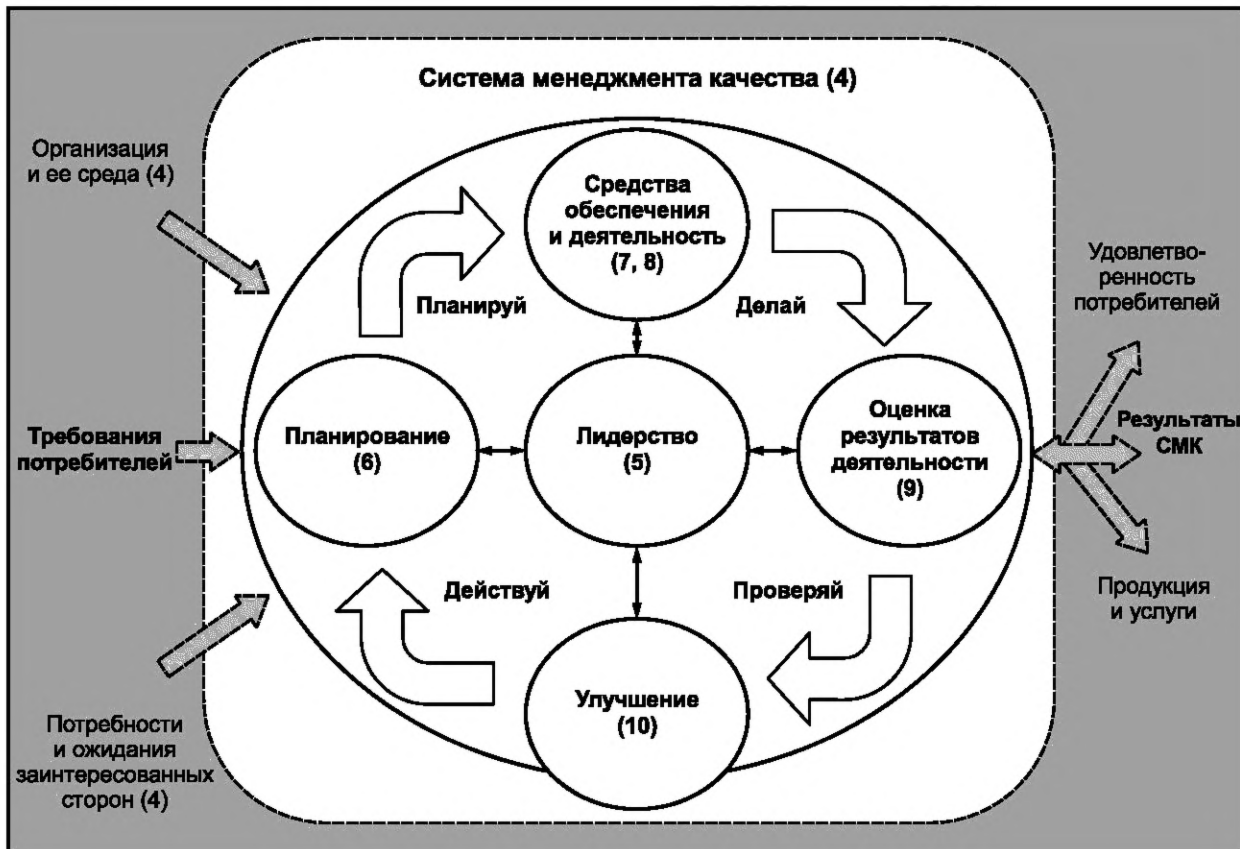 Система менеджмента качества (4)
Организация
и ее среда (4)
Средства
обеспечения
и деятельность
(7, 8)
Планируй
Делай
Удовлетво-
ренность
потребителей
Требования
потребителей
Планирование
(6)
Лидерство
(5)
Оценка
результатов
деятельности
(9)
Результаты
СМК
Действуй
Проверяй
Продукция
и услуги
Улучшение
(10)
Потребности
и ожидания
заинтересованных
сторон (4)